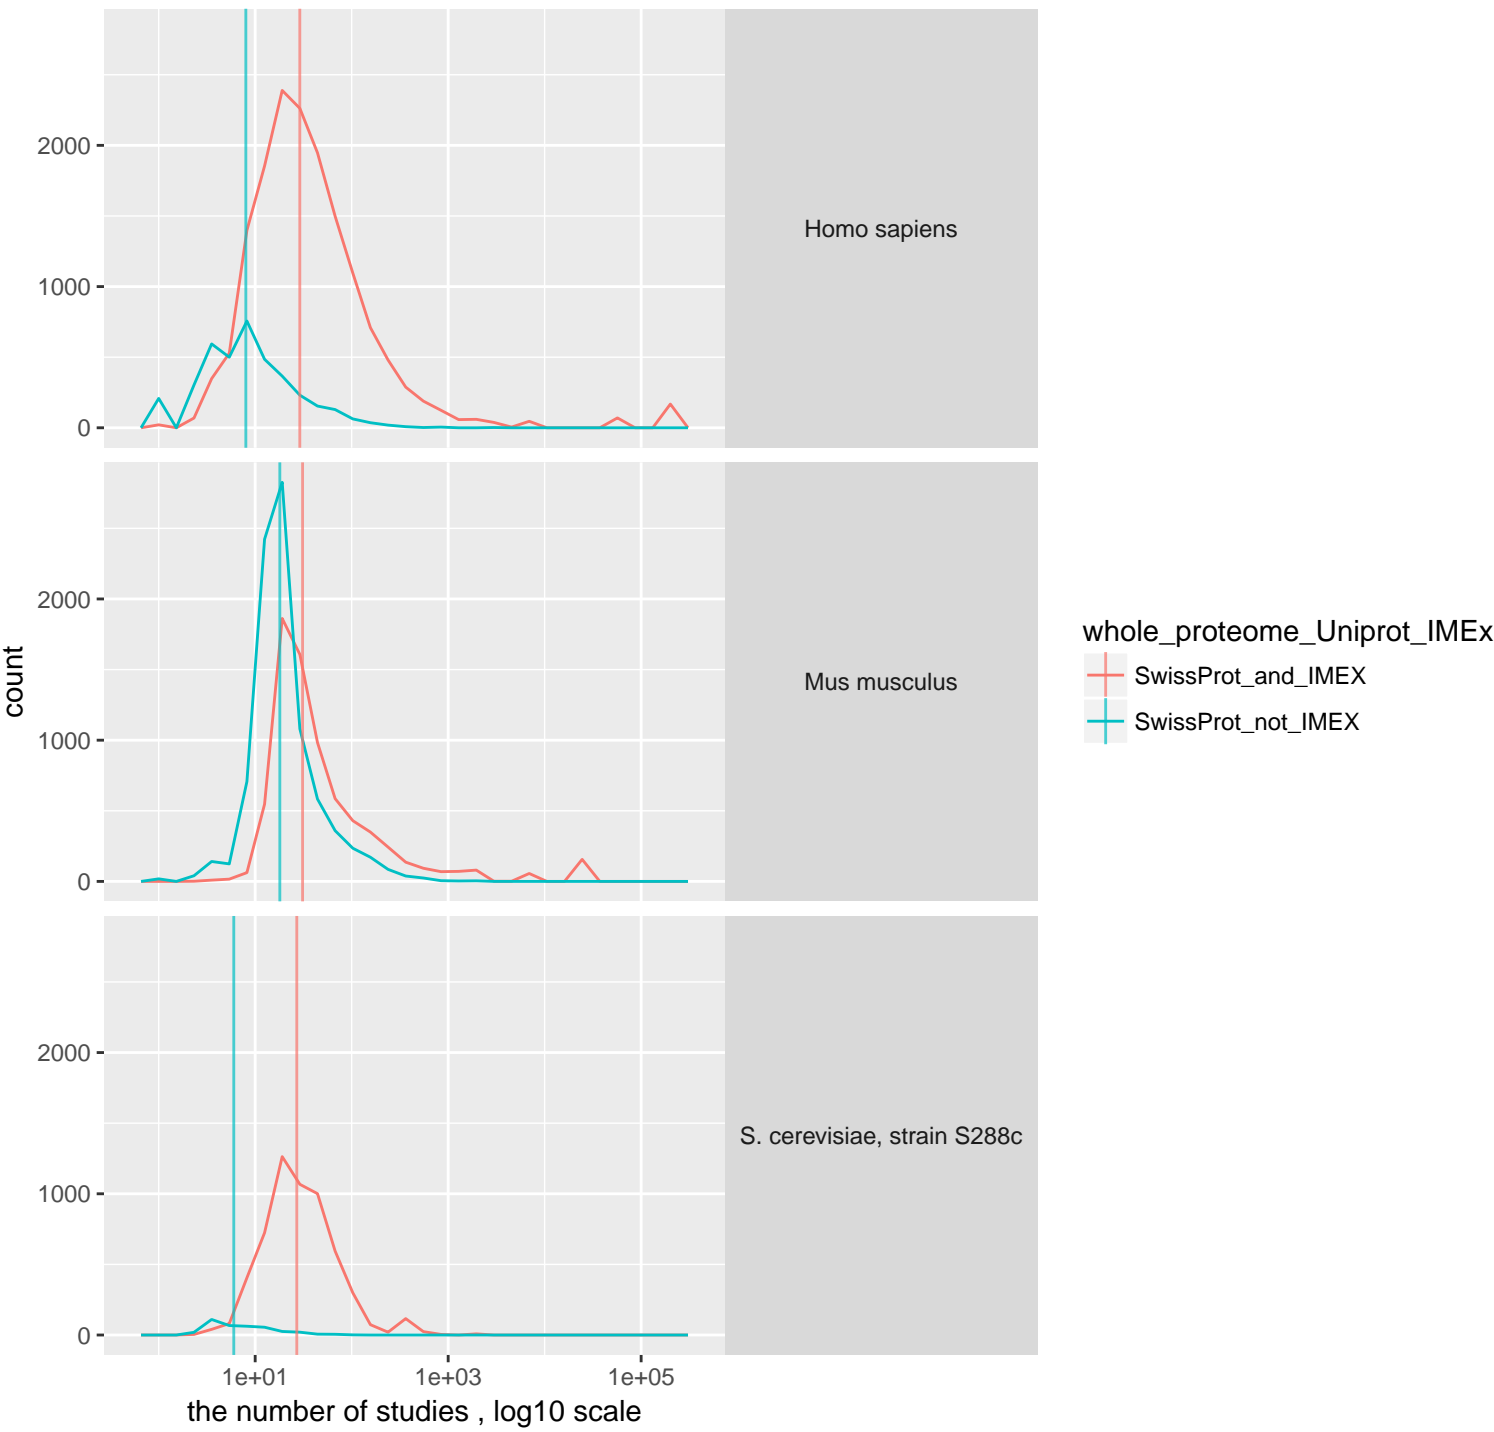 2000
1000
0
Homo sapiens
2000
1000
0
Mus musculus
2000
1000
0
S. cerevisiae, strain S288c
count
1e+01 1e+03 1e+05
the number of studies , log10 scale
whole_proteome_Uniprot_IMEx
SwissProt_and_IMEX
SwissProt_not_IMEX